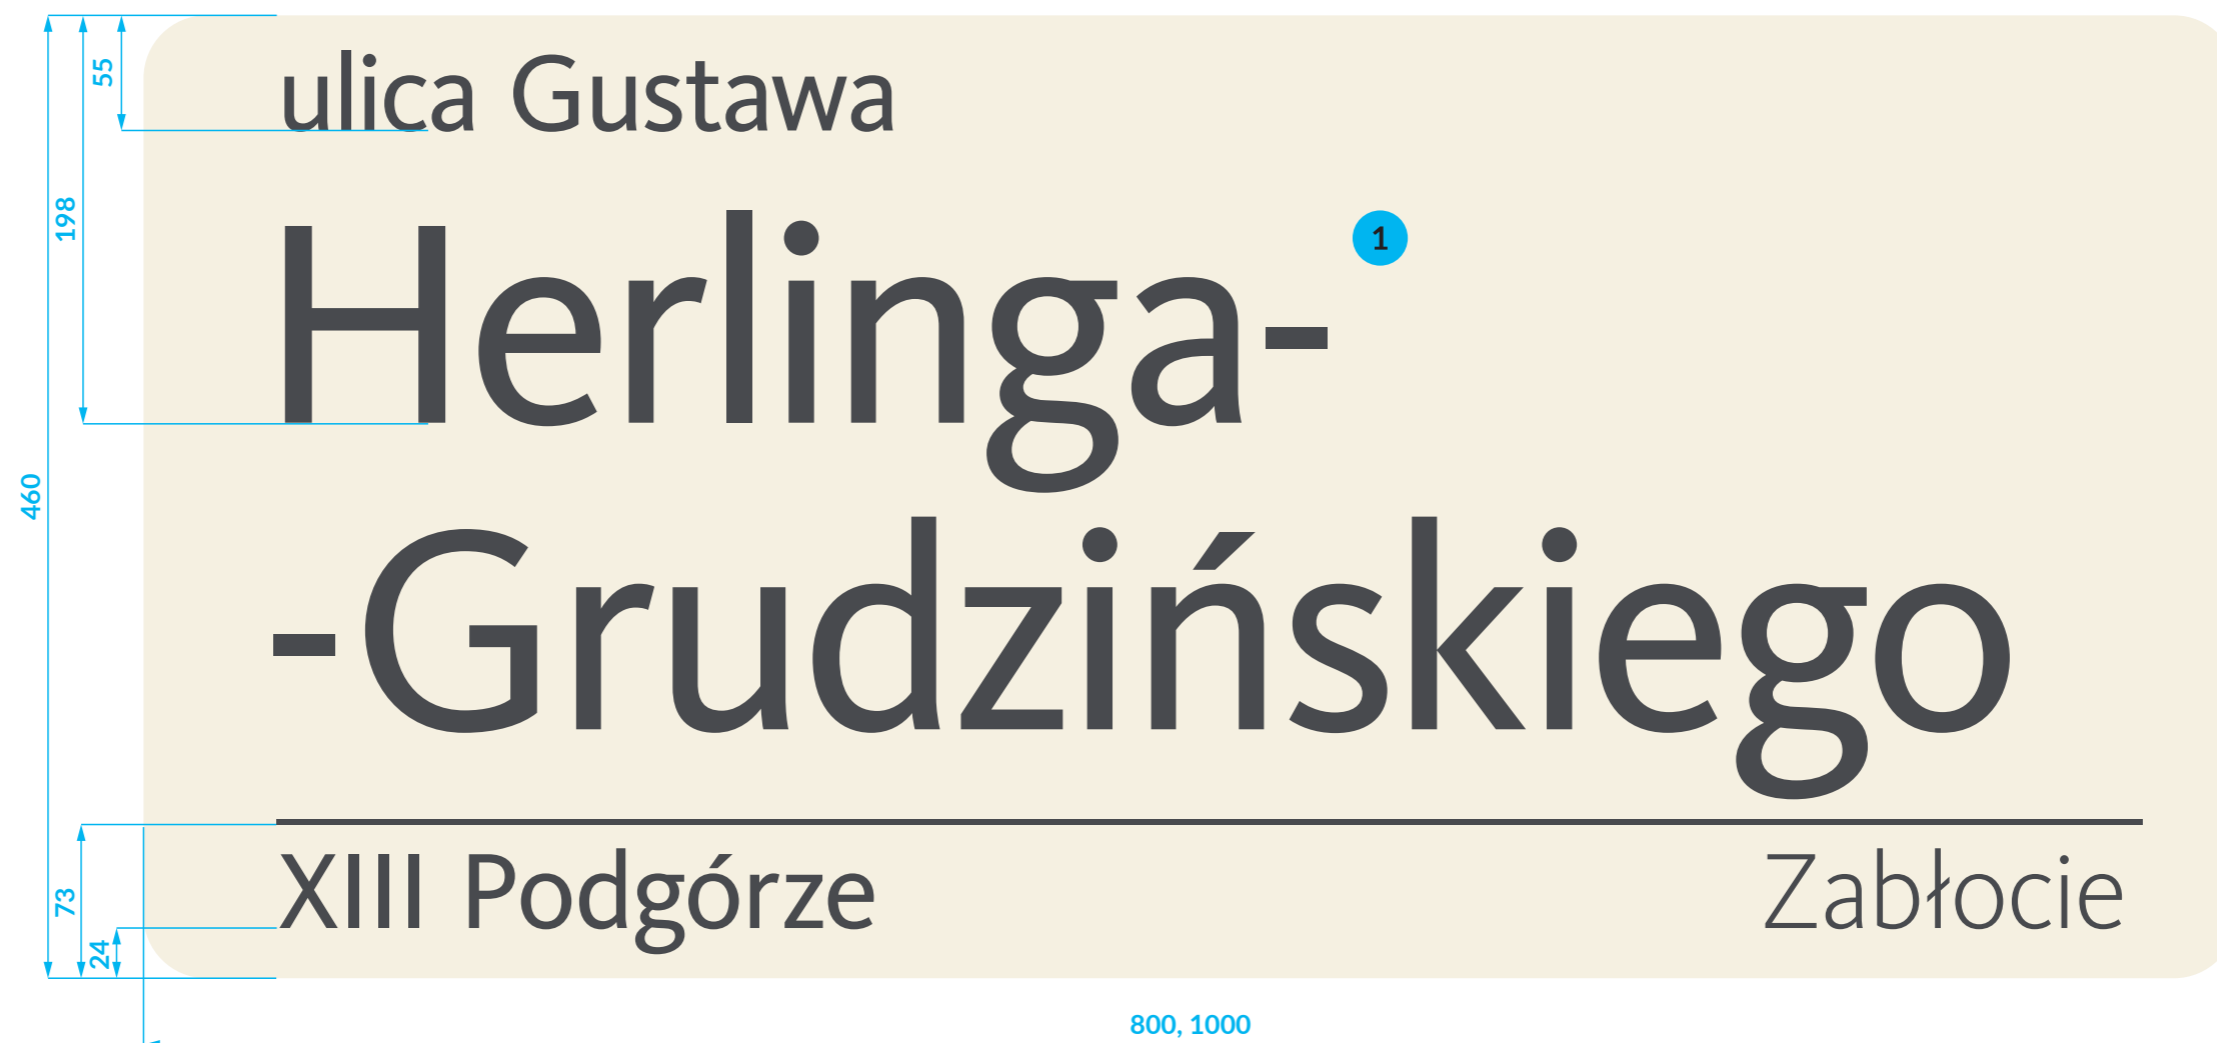 55
ulica Gustawa
198
Herlinga-
1
460
-Grudzińskiego
73
XIII Podgórze Zabłocie
24
800, 1000